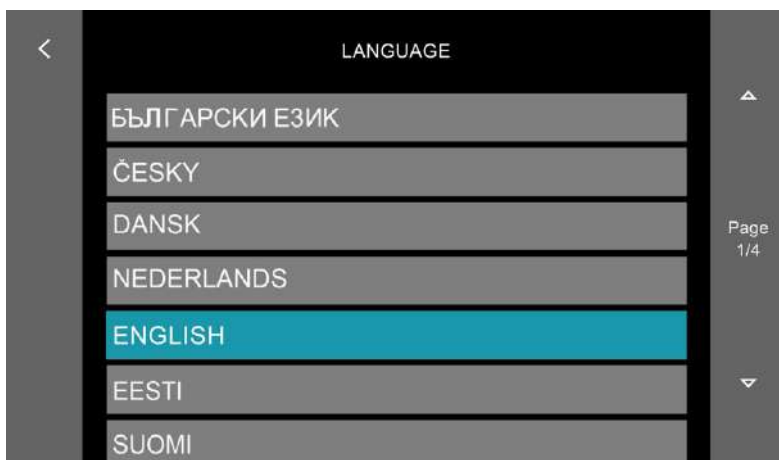 LANGUAGE
БЪЛГАРСКИ ЕЗИК
ČESKY
DANSK
NEDERLANDS
ENGLISH
EESTI
SUOMI
Page
1/4